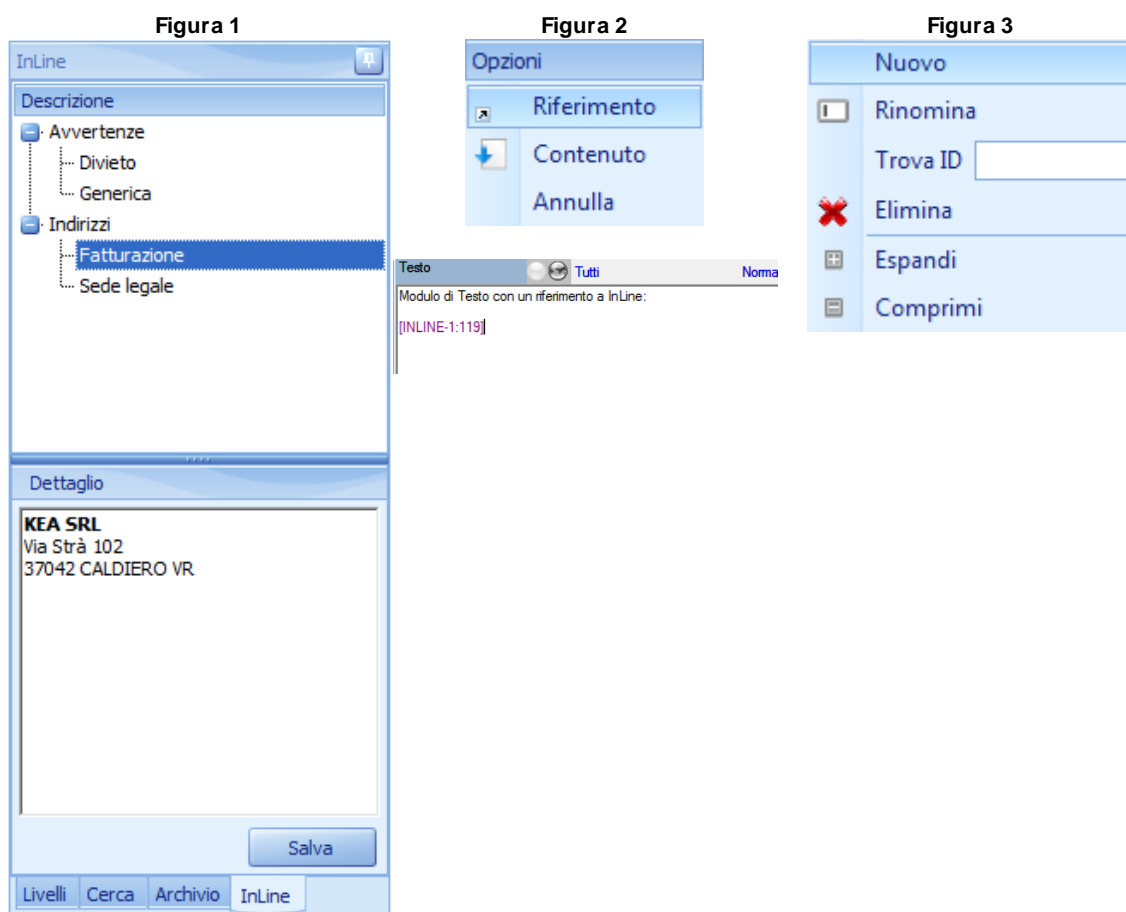 Figura 1
InLine
Descrizione
Avvertenze
Divieto
Generica
Indirizzi
Fatturazione
Sede legale
Dettaglio
KEA SRL
Via Strà 102
37042 CALDIERO VR
Salva
Livelli Cerca Archivio InLine
Figura 2
Opzioni
Riferimento
Contenuto
Annulla
Testo Tutti Norma
Modulo di Testo con un riferimento a InLine:
[INLINE-1:119]
Figura 3
Nuovo
Rinomina
Trova ID
Elimina
Espandi
Comprimi